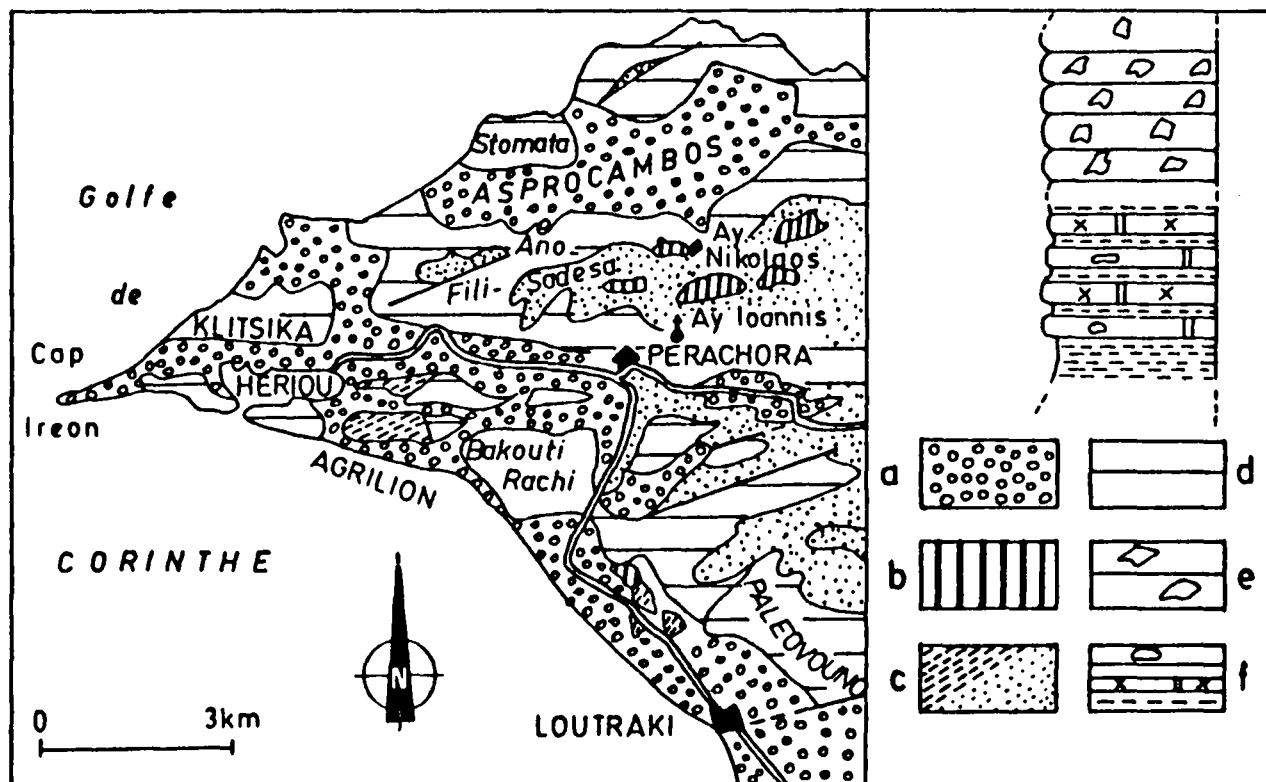 Stomata
ASPROCAMBOS
Golfe
de
Ano
Fili-
Sadesa
Ay
Nikolaos
Ay Ioannis
KLITSIKA
Cap
PERACHORA
HERIOU
Ireon
Bakouti
Rachi
AGRILION
CORINTHE
PALEOVOUNO
N
0 3km
LOUTRAKI
a
d
b
e
c
f